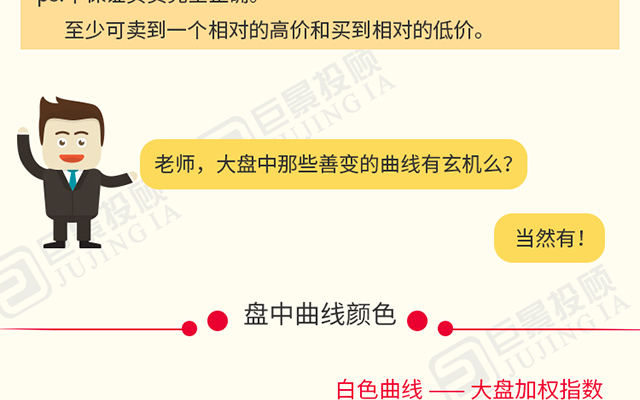 至少可卖到一个相对的高价和买到相对的低价。
巨景投顾
JUJING IA
老师，大盘中那些善变的曲线有玄机么？
当然有！
巨景投顾
JUJING IA
盘中曲线颜色
巨景投顾
JUJING IA
白色曲线 —— 大盘加权指数